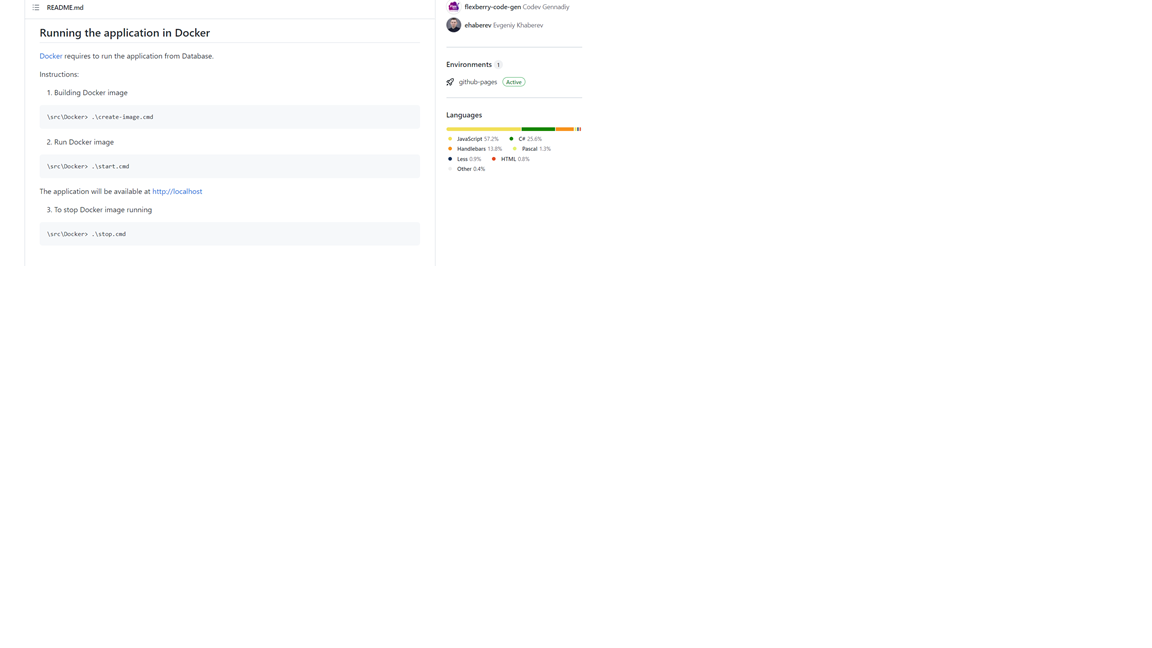 README.md
Running the application in Docker
Docker requires to run the application from Database.
Instructions:
1. Building Docker image
\src\Docker> .\create-image.cmd
2. Run Docker image
\src\Docker> .\start.cmd
The application will be available at http://localhost
3. To stop Docker image running
\src\Docker> .\stop.cmd
flexberry-code-gen Codev Gennadiy
ehaberev Evgeniy Khaberev
Environments 1
github-pages Active
Languages
JavaScript 57.2% C# 25.6%
Handlebars 13.8% Pascal 1.3%
Less 0.9% HTML 0.8%
Other 0.4%